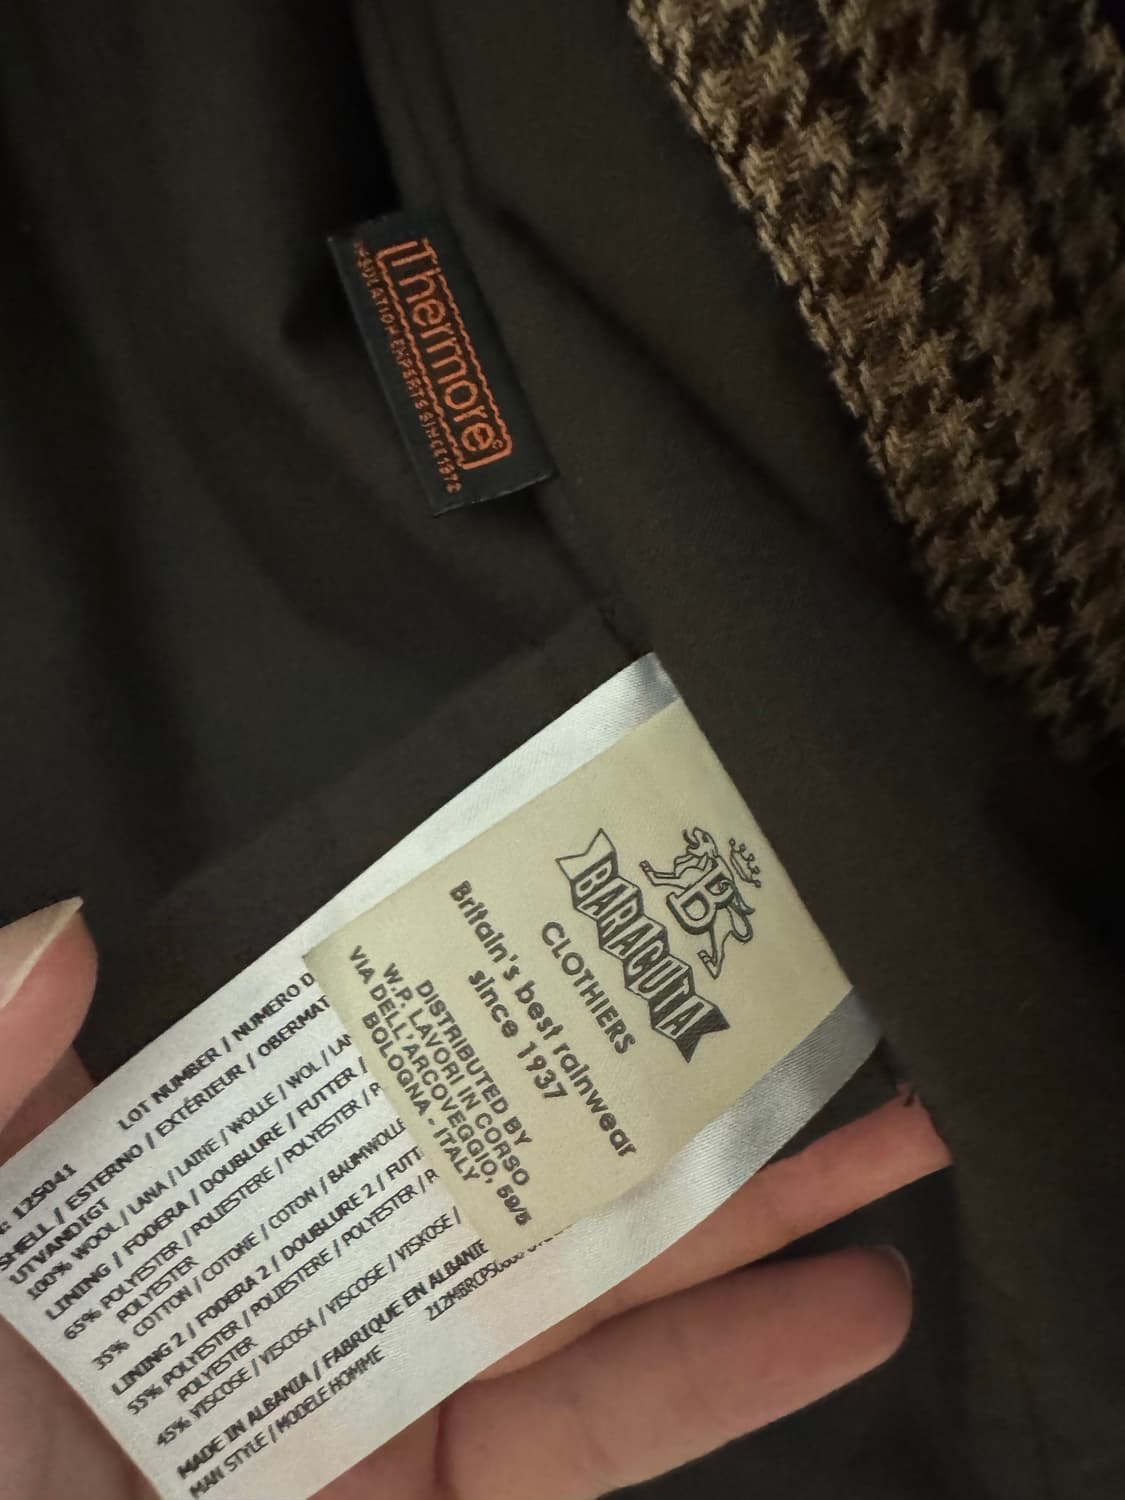 Thermore®
INSULATION EXPERTS SINCE 1972
BARACUTA
CLOTHIERS
Britain's best rainwear
since 1937
DISTRIBUTED BY
W.P. LAVORI IN CORSO
VIA DELL'ARCOVEGGIO, 59/5
BOLOGNA - ITALY
LOT NUMBER / NUMERO D
: 125041
SHELL / ESTERNO / EXTÉRIEUR / OBERMAT
UTVANDIGT
100% WOOL / LANA / LAINE / WOLLE / WOL / LAN
LINING / FODERA / DOUBLURE / FUTTER /
65% POLYESTER / POLIESTERE / POLYESTER / P
POLYESTER
35% COTTON / COTONE / COTON / BAUMWOLLE
LINING 2 / FODERA 2 / DOUBLURE 2 / FUTT
55% POLYESTER / POLIESTERE / POLYESTER / P
POLYESTER
45% VISCOSE / VISCOSA / VISCOSE / VISKOSE /
MADE IN ALBANIA / FABRIQUE EN ALBANIE
MAN STYLE / MODELE HOMME